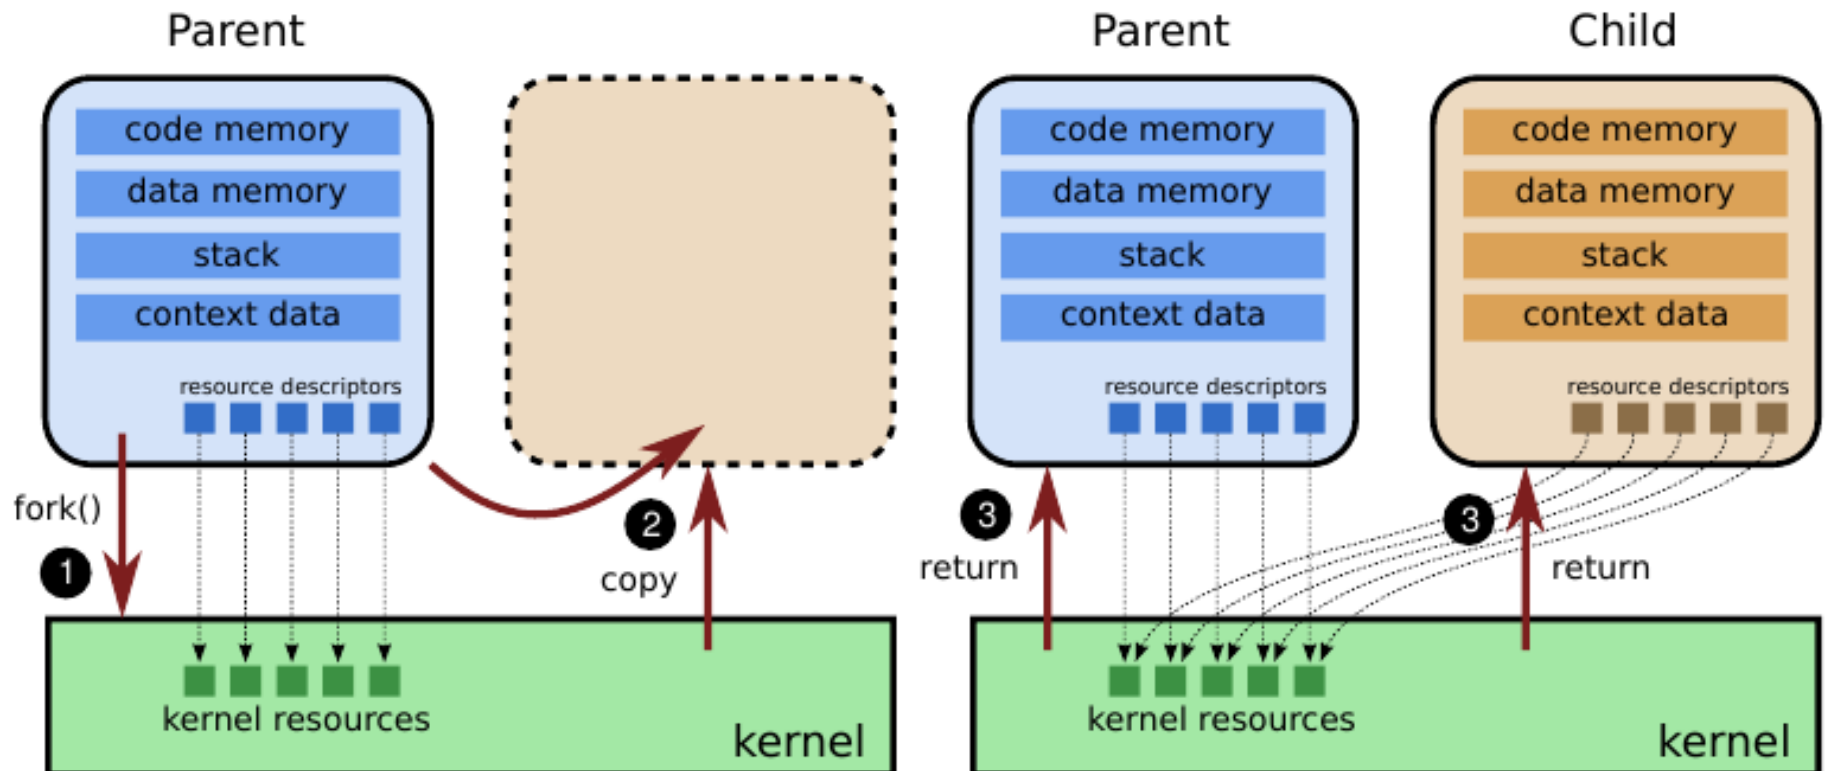 Parent
code memory
data memory
stack
context data
resource descriptors
fork()
1
2
copy
kernel resources
kernel
Parent
Child
code memory
data memory
stack
context data
resource descriptors
code memory
data memory
stack
context data
resource descriptors
3
return
3
return
kernel resources
kernel